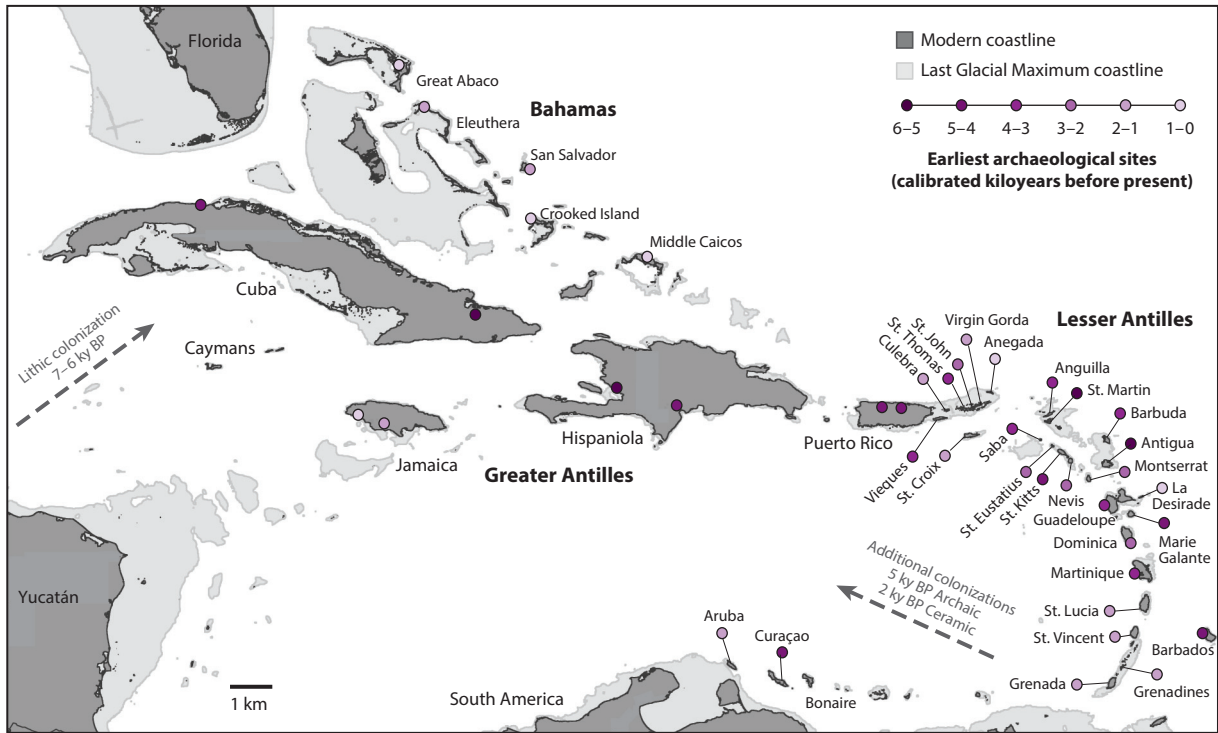 Florida
Great Abaco
Bahamas
Eleuthera
San Salvador
Crooked Island
Middle Caicos
Modern coastline
Last Glacial Maximum coastline
6–5
5–4
4–3
3–2
2–1
1–0
Earliest archaeological sites
(calibrated kiloyears before present)
Cuba
Lithic colonization
7–6 ky BP
Caymans
Jamaica
Hispaniola
Greater Antilles
Puerto Rico
Lesser Antilles
Culebra
St. Thomas
St. John
Virgin Gorda
Anegada
Vieques
St. Croix
Anguilla
St. Martin
Barbuda
Saba
Antigua
St. Eustatius
St. Kitts
Nevis
Montserrat
La
Desirade
Guadeloupe
Marie
Galante
Dominica
Martinique
St. Lucia
St. Vincent
Barbados
Grenada
Grenadines
Additional colonizations
5 ky BP Archaic
2 ky BP Ceramic
Yucatán
1 km
South America
Aruba
Curaçao
Bonaire